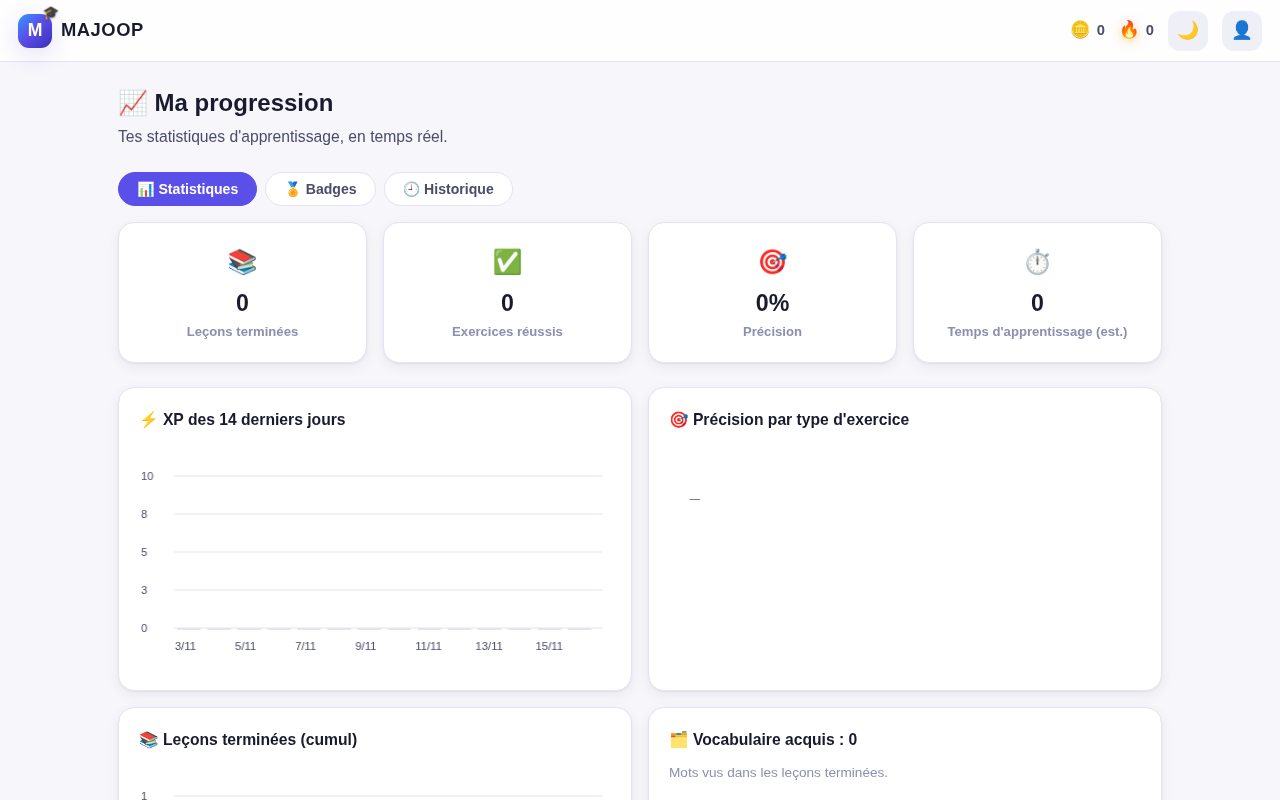 M MAJOOP
0 0
Ma progression
Tes statistiques d'apprentissage, en temps réel.
Statistiques Badges Historique
0
Leçons terminées
0
Exercices réussis
0%
Précision
0
Temps d'apprentissage (est.)
XP des 14 derniers jours
10
8
5
3
0
3/11 5/11 7/11 9/11 11/11 13/11 15/11
Précision par type d'exercice
—
Leçons terminées (cumul)
1
Vocabulaire acquis : 0
Mots vus dans les leçons terminées.